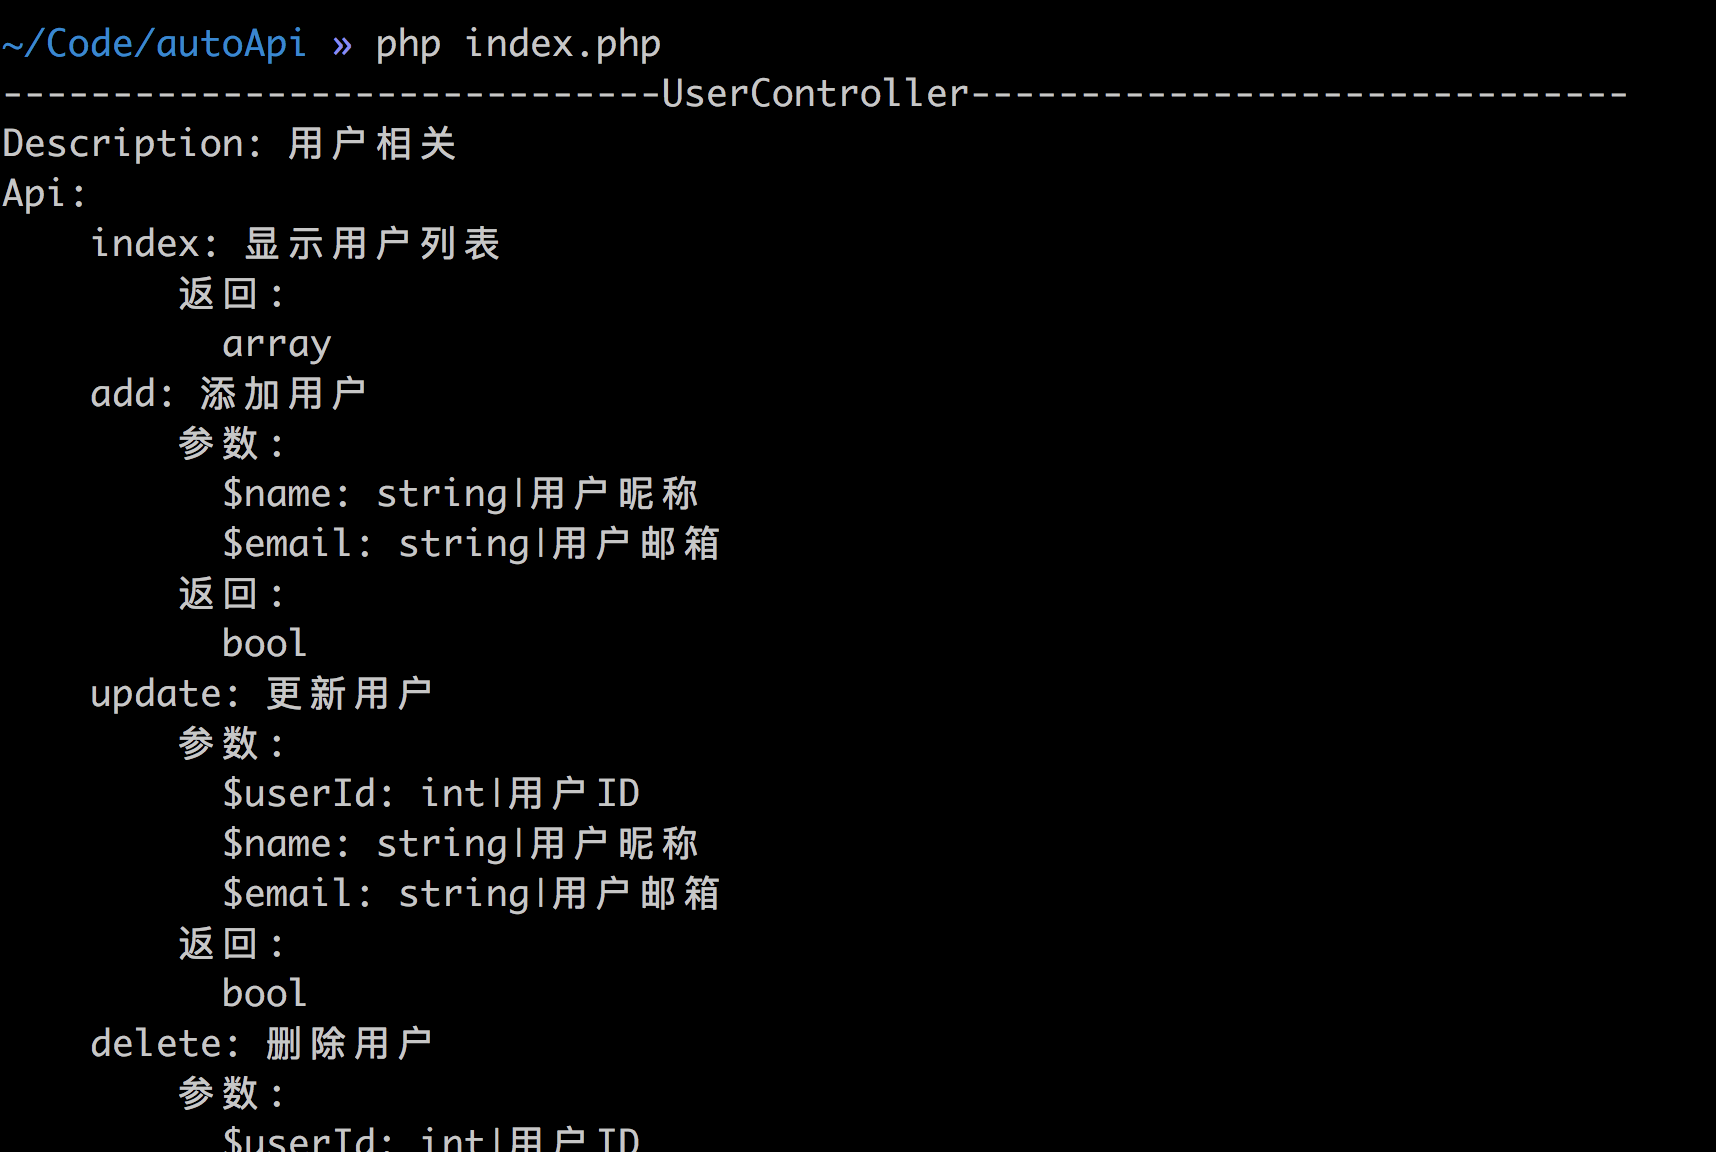 ~/Code/autoApi » php index.php
------------------------------UserController------------------------------
Description: 用户相关
Api:
    index: 显示用户列表
        返回:
          array
    add: 添加用户
        参数:
          $name: string|用户昵称
          $email: string|用户邮箱
        返回:
          bool
    update: 更新用户
        参数:
          $userId: int|用户ID
          $name: string|用户昵称
          $email: string|用户邮箱
        返回:
          bool
    delete: 删除用户
        参数:
          $userId: int|用户ID